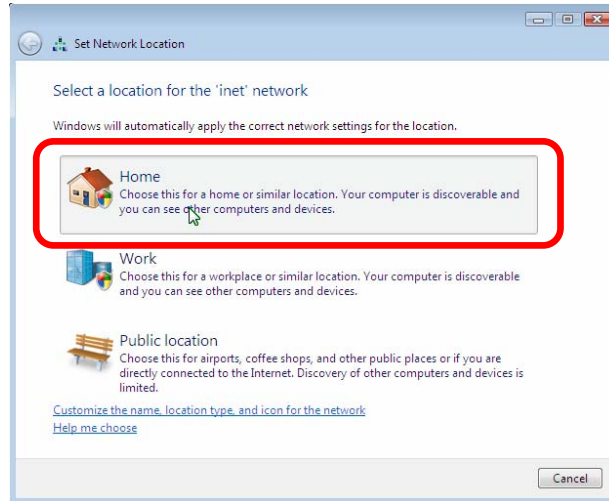 Set Network Location
Select a location for the 'inet' network
Windows will automatically apply the correct network settings for the location.
Home
Choose this for a home or similar location. Your computer is discoverable and
you can see other computers and devices.
Work
Choose this for a workplace or similar location. Your computer is discoverable
and you can see other computers and devices.
Public location
Choose this for airports, coffee shops, and other public places or if you are
directly connected to the Internet. Discovery of other computers and devices is
limited.
Customize the name, location type, and icon for the network
Help me choose
Cancel